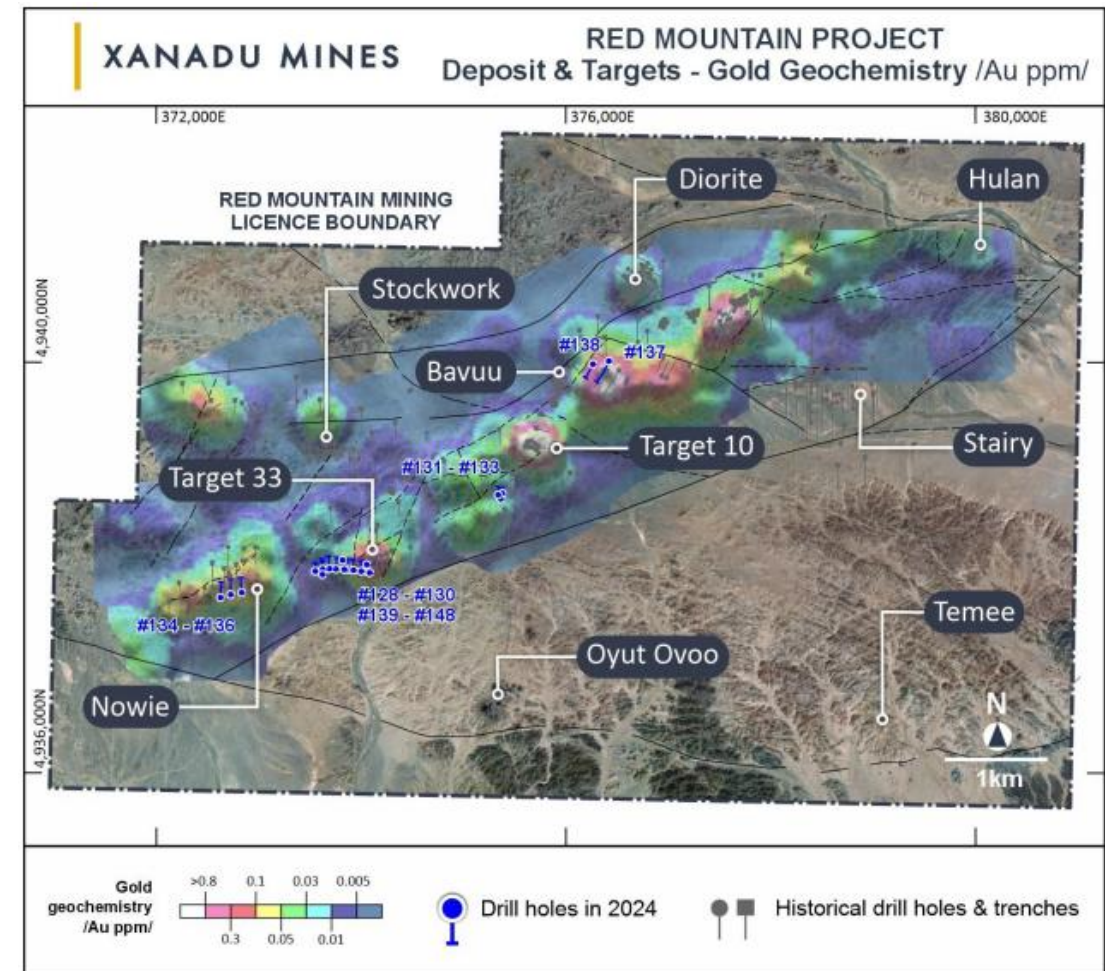 XANADU MINES
RED MOUNTAIN PROJECT
Deposit & Targets - Gold Geochemistry /Au ppm/
372,000E
376,000E
380,000E
Diorite
Hulan
RED MOUNTAIN MINING
LICENCE BOUNDARY
Stockwork
4,940,000N
#138
#137
Bavuu
Target 10
Stairy
#131 - #133
Target 33
#128 - #130
#139 - #148
#134 - #136
Temee
Oyut Ovoo
Nowie
N
1km
4,936,000N
Gold
geochemistry
/Au ppm/
>0.8
0.1
0.03
0.005
0.3
0.05
0.01
Drill holes in 2024
Historical drill holes & trenches